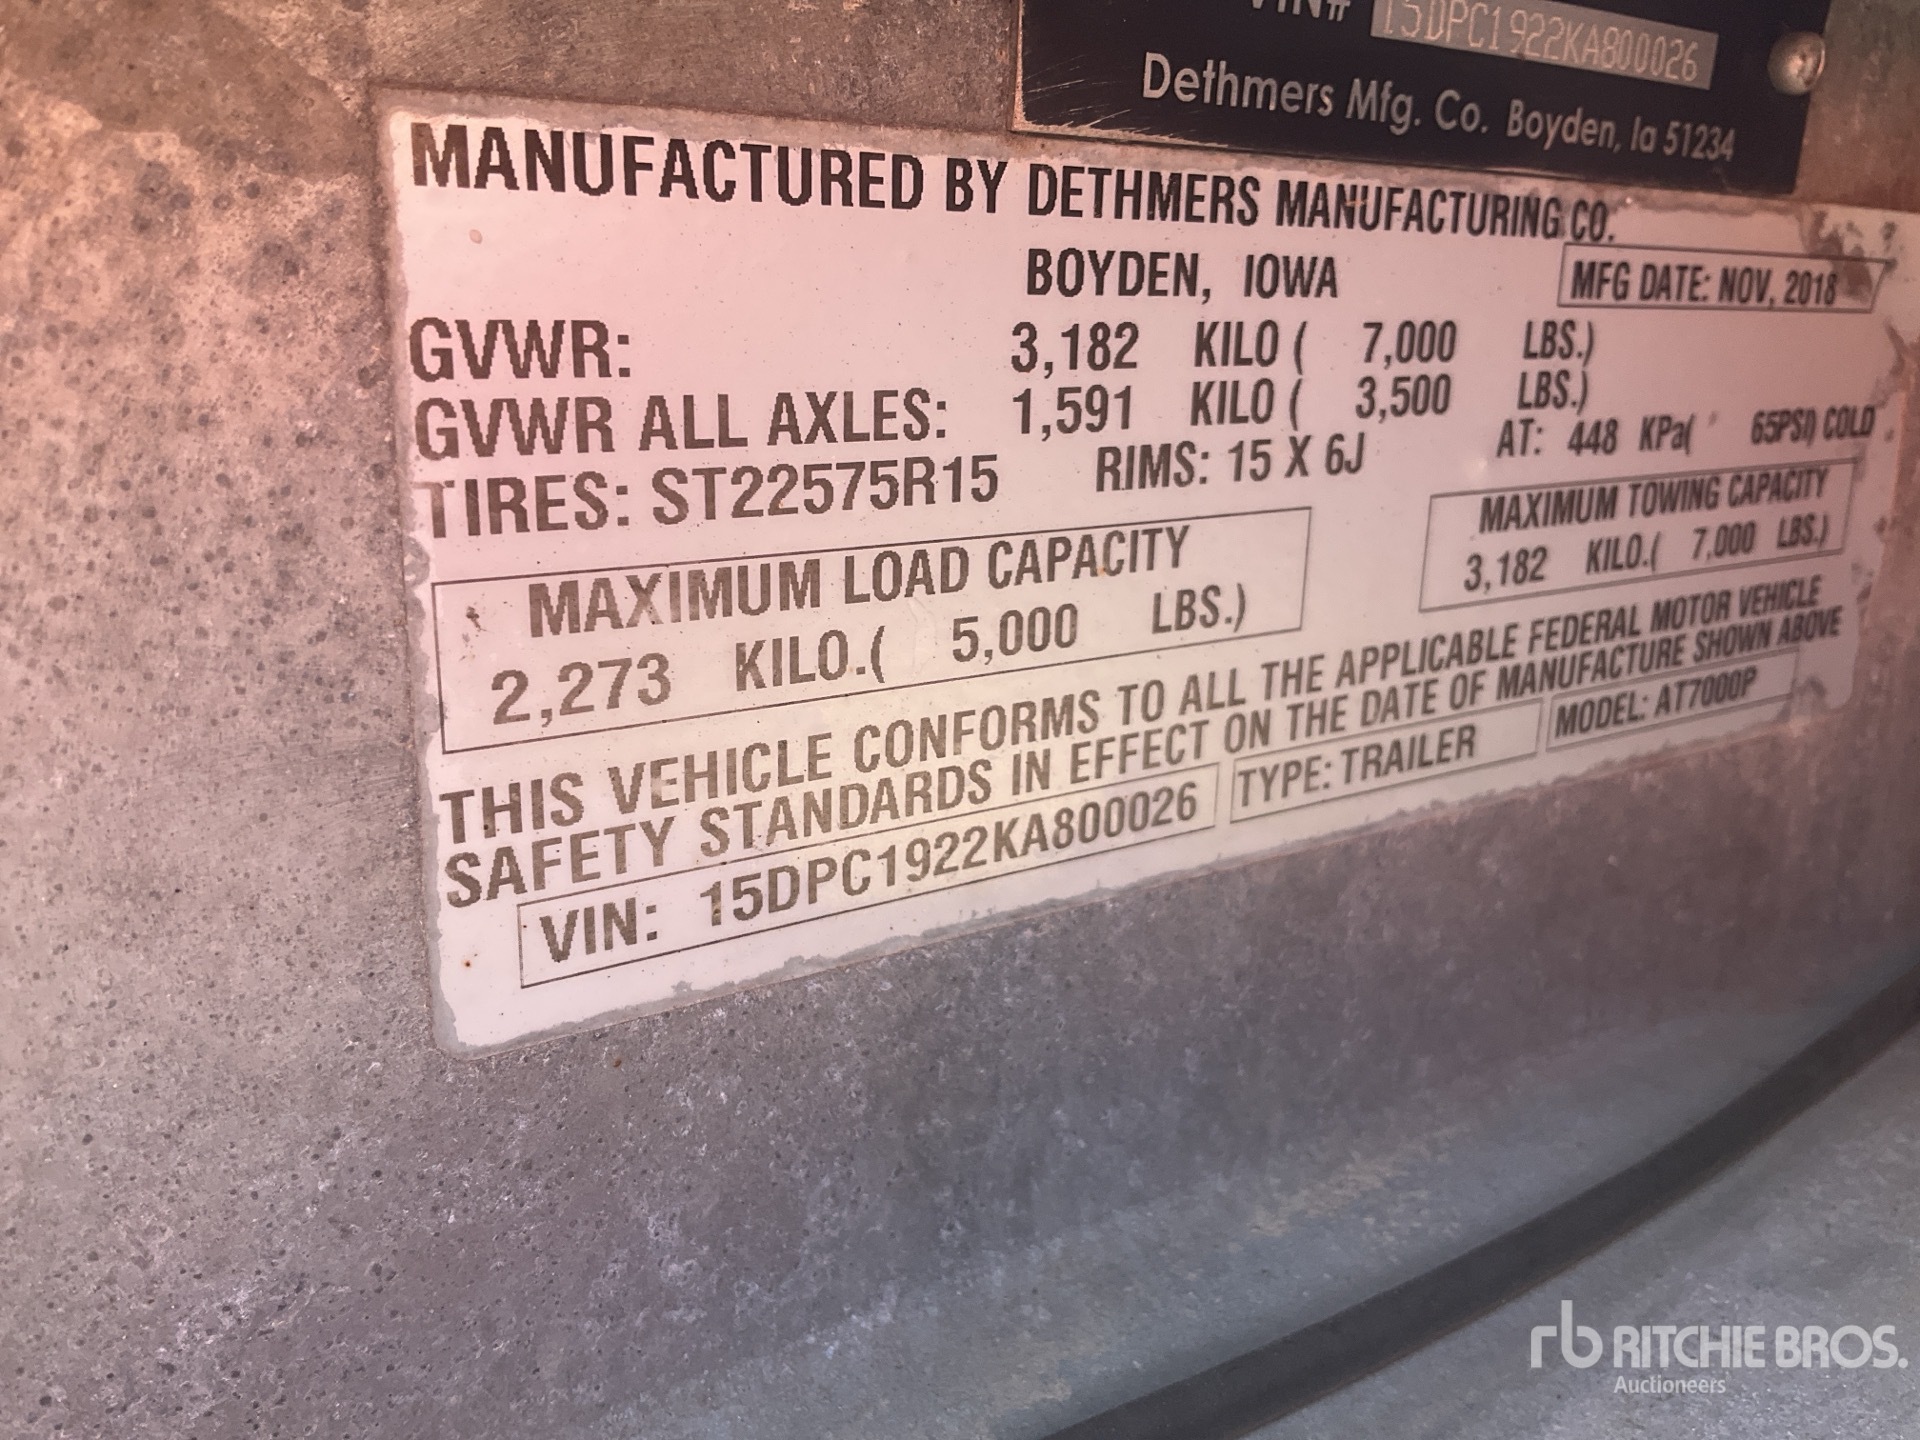 VIN# 15DPC1922KA800026
Dethmers Mfg. Co. Boyden, Ia 51234
MANUFACTURED BY DETHMERS MANUFACTURING CO.
BOYDEN, IOWA
MFG DATE: NOV, 2018
GVWR: 3,182 KILO ( 7,000 LBS.)
GVWR ALL AXLES: 1,591 KILO ( 3,500 LBS.)
TIRES: ST22575R15 RIMS: 15 X 6J AT: 448 KPa( 65PSI) COLD
MAXIMUM LOAD CAPACITY
2,273 KILO.( 5,000 LBS.)
MAXIMUM TOWING CAPACITY
3,182 KILO.( 7,000 LBS.)
THIS VEHICLE CONFORMS TO ALL THE APPLICABLE FEDERAL MOTOR VEHICLE
SAFETY STANDARDS IN EFFECT ON THE DATE OF MANUFACTURE SHOWN ABOVE
VIN: 15DPC1922KA800026 TYPE: TRAILER MODEL: AT7000P
rb RITCHIE BROS.
Auctioneers